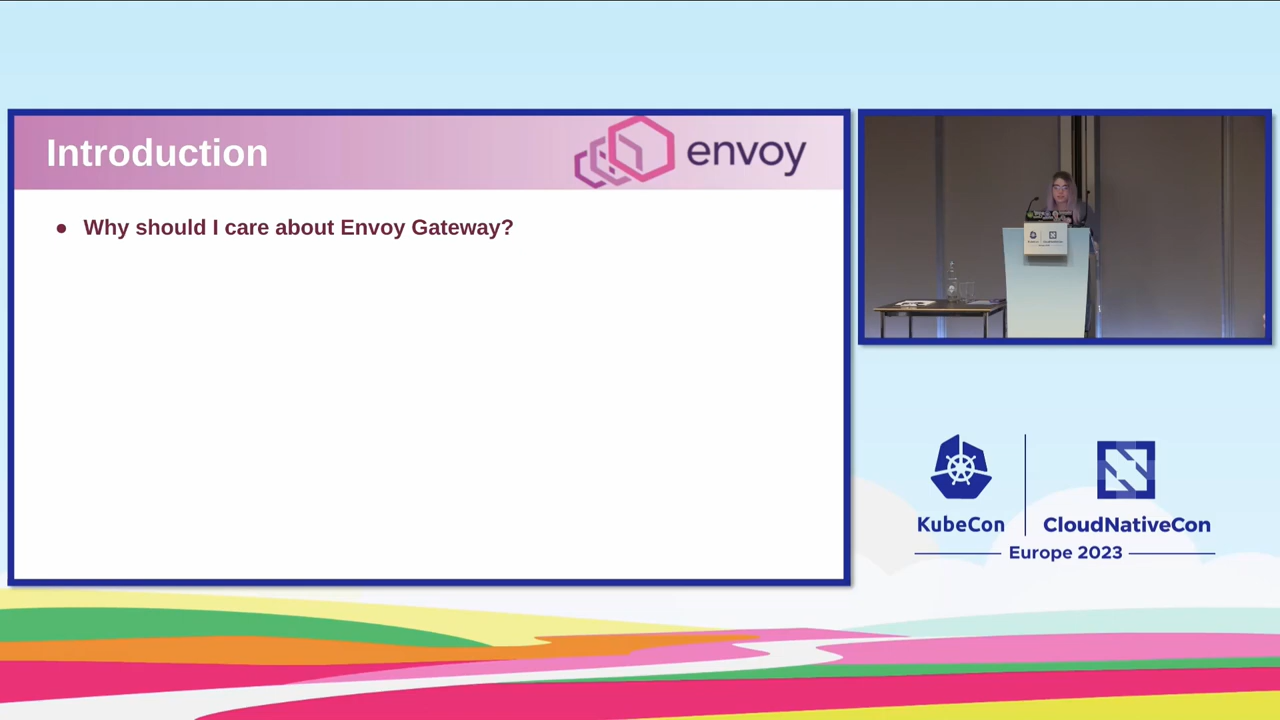 Introduction
envoy
● Why should I care about Envoy Gateway?
KubeCon
CloudNativeCon
Europe 2023